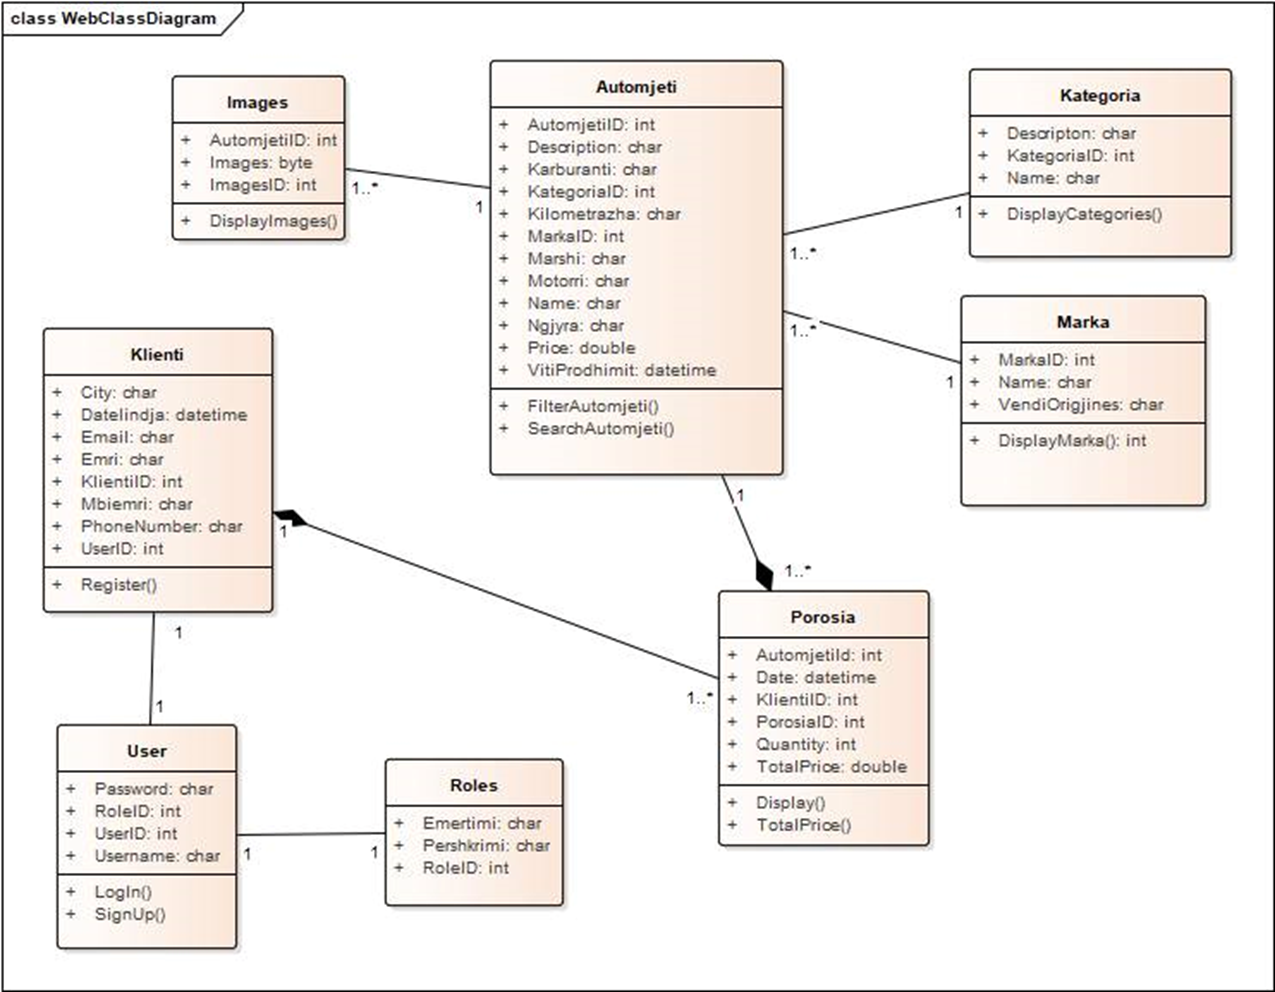 class WebClassDiagram
Images
+ AutomjetiID: int
+ Images: byte
+ ImagesID: int
+ DisplayImages()
1..*
1
Automjeti
+ AutomjetiID: int
+ Description: char
+ Karburanti: char
+ KategoriaID: int
+ Kilometrazha: char
+ MarkaID: int
+ Marshi: char
+ Motorri: char
+ Name: char
+ Ngjyra: char
+ Price: double
+ VitiProdhimit: datetime
+ FilterAutomjeti()
+ SearchAutomjeti()
Kategoria
+ Descripton: char
+ KategoriaID: int
+ Name: char
+ DisplayCategories()
1
1..*
Marka
+ MarkaID: int
+ Name: char
+ VendiOrigjines: char
+ DisplayMarka(): int
1..*
1
Klienti
+ City: char
+ Datelindja: datetime
+ Email: char
+ Emri: char
+ KlientiID: int
+ Mbiemri: char
+ PhoneNumber: char
+ UserID: int
+ Register()
1
1..*
1
1..*
Porosia
+ AutomjetiId: int
+ Date: datetime
+ KlientiID: int
+ PorosiaID: int
+ Quantity: int
+ TotalPrice: double
+ Display()
+ TotalPrice()
1
1
User
+ Password: char
+ RoleID: int
+ UserID: int
+ Username: char
+ LogIn()
+ SignUp()
1
1
Roles
+ Emertimi: char
+ Pershkrimi: char
+ RoleID: int